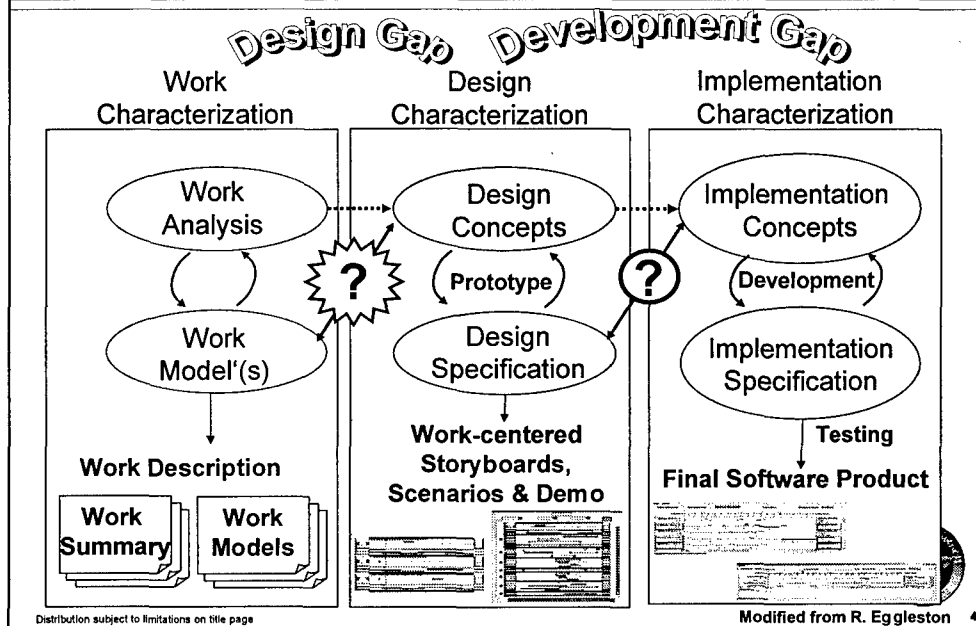 Design Gap Development Gap
Work
Characterization
Design
Characterization
Implementation
Characterization
Work
Analysis
Work
Model'(s)
Work Description
Work
Summary
Work
Models
?
Design
Concepts
Prototype
Design
Specification
Work-centered
Storyboards,
Scenarios & Demo
?
Implementation
Concepts
Development
Implementation
Specification
Testing
Final Software Product
Distribution subject to limitations on title page
Modified from R. Eggleston